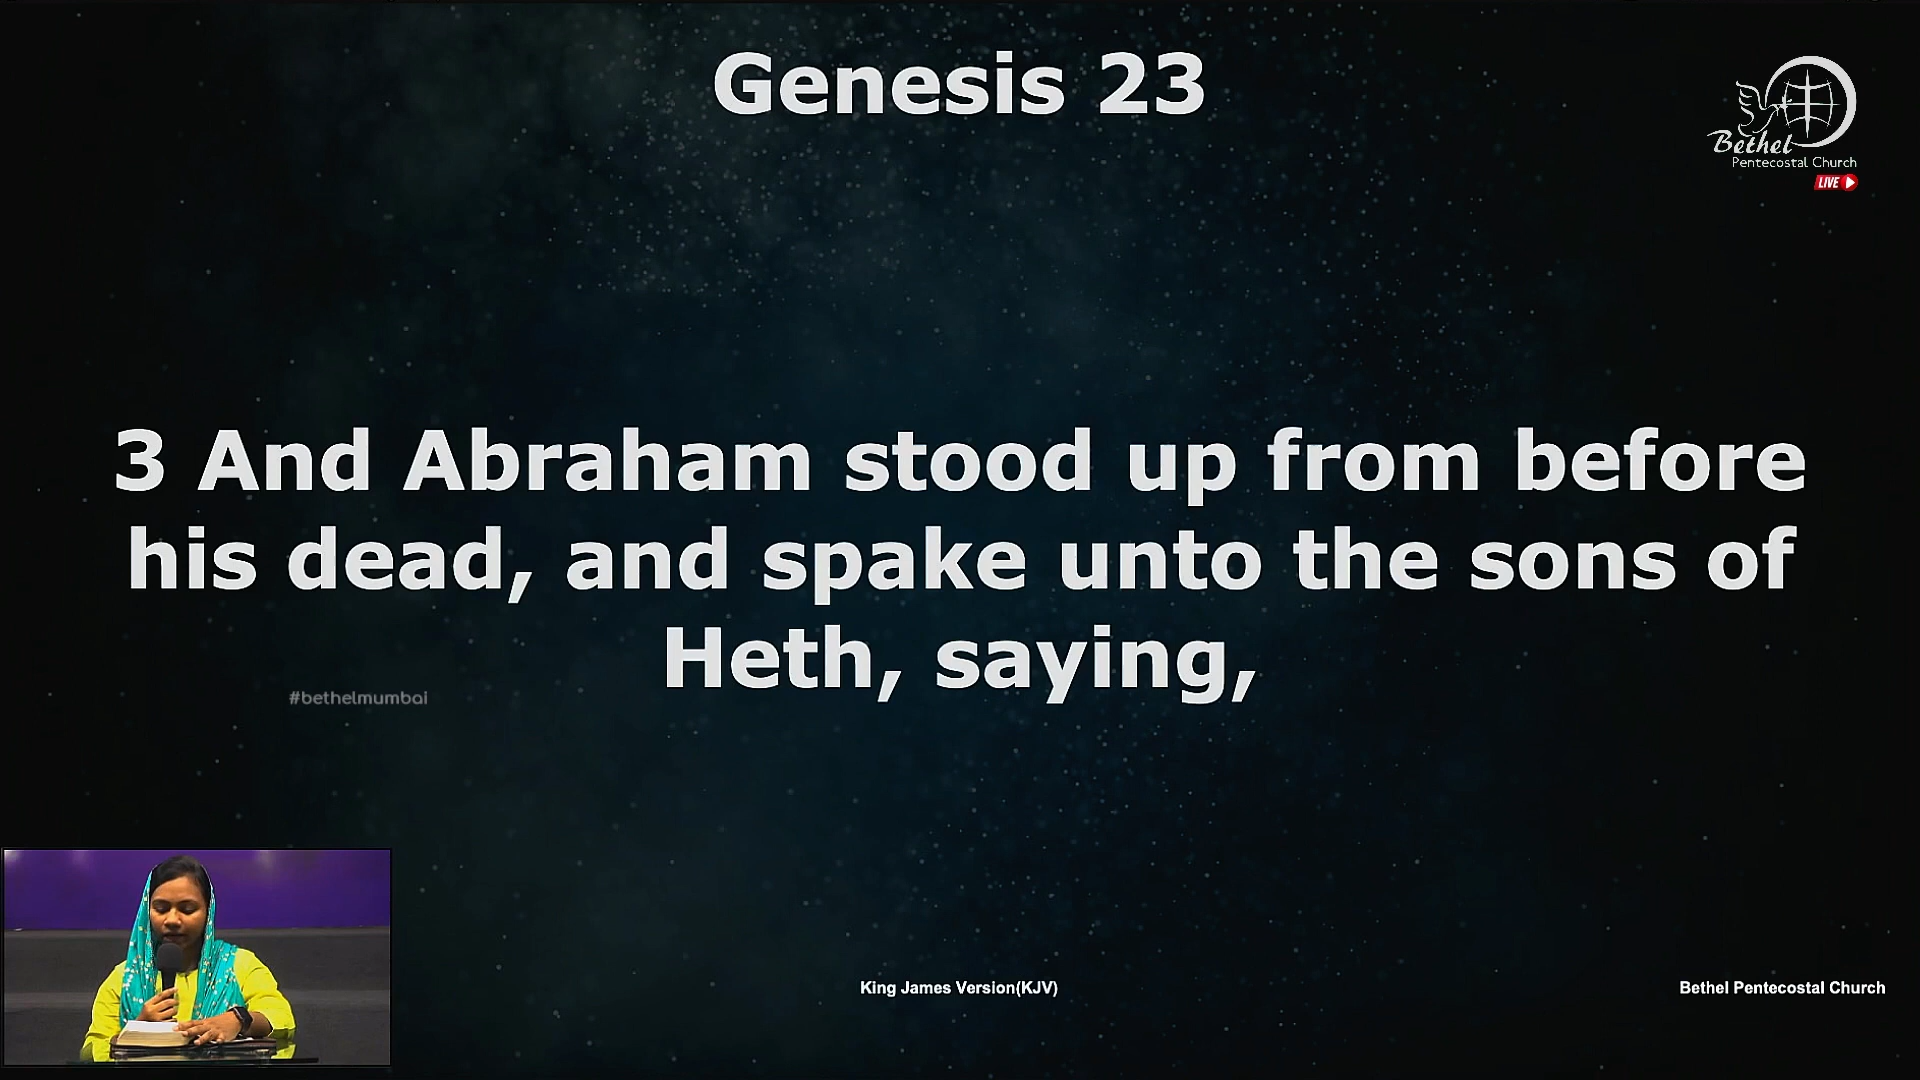 Genesis 23
Bethel
Pentecostal Church
LIVE
3 And Abraham stood up from before
his dead, and spake unto the sons of
Heth, saying,
#bethelmumbai
King James Version(KJV)
Bethel Pentecostal Church